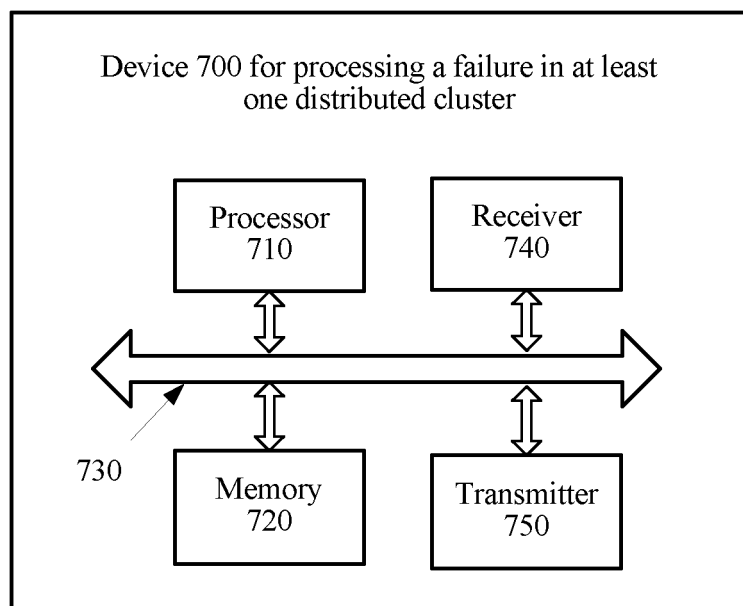 Device 700 for processing a failure in at least
one distributed cluster
Processor
710
Receiver
740
730
Memory
720
Transmitter
750